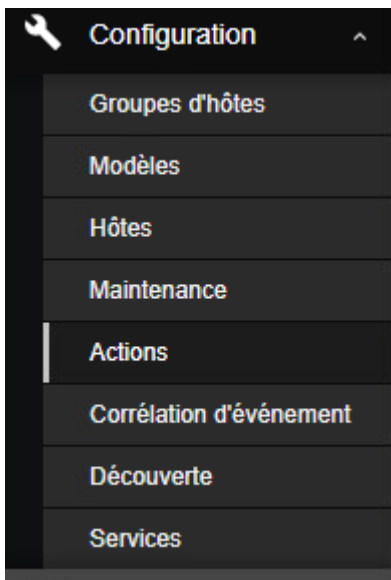 Configuration
Groupes d'hôtes
Modèles
Hôtes
Maintenance
Actions
Corrélation d'événement
Découverte
Services